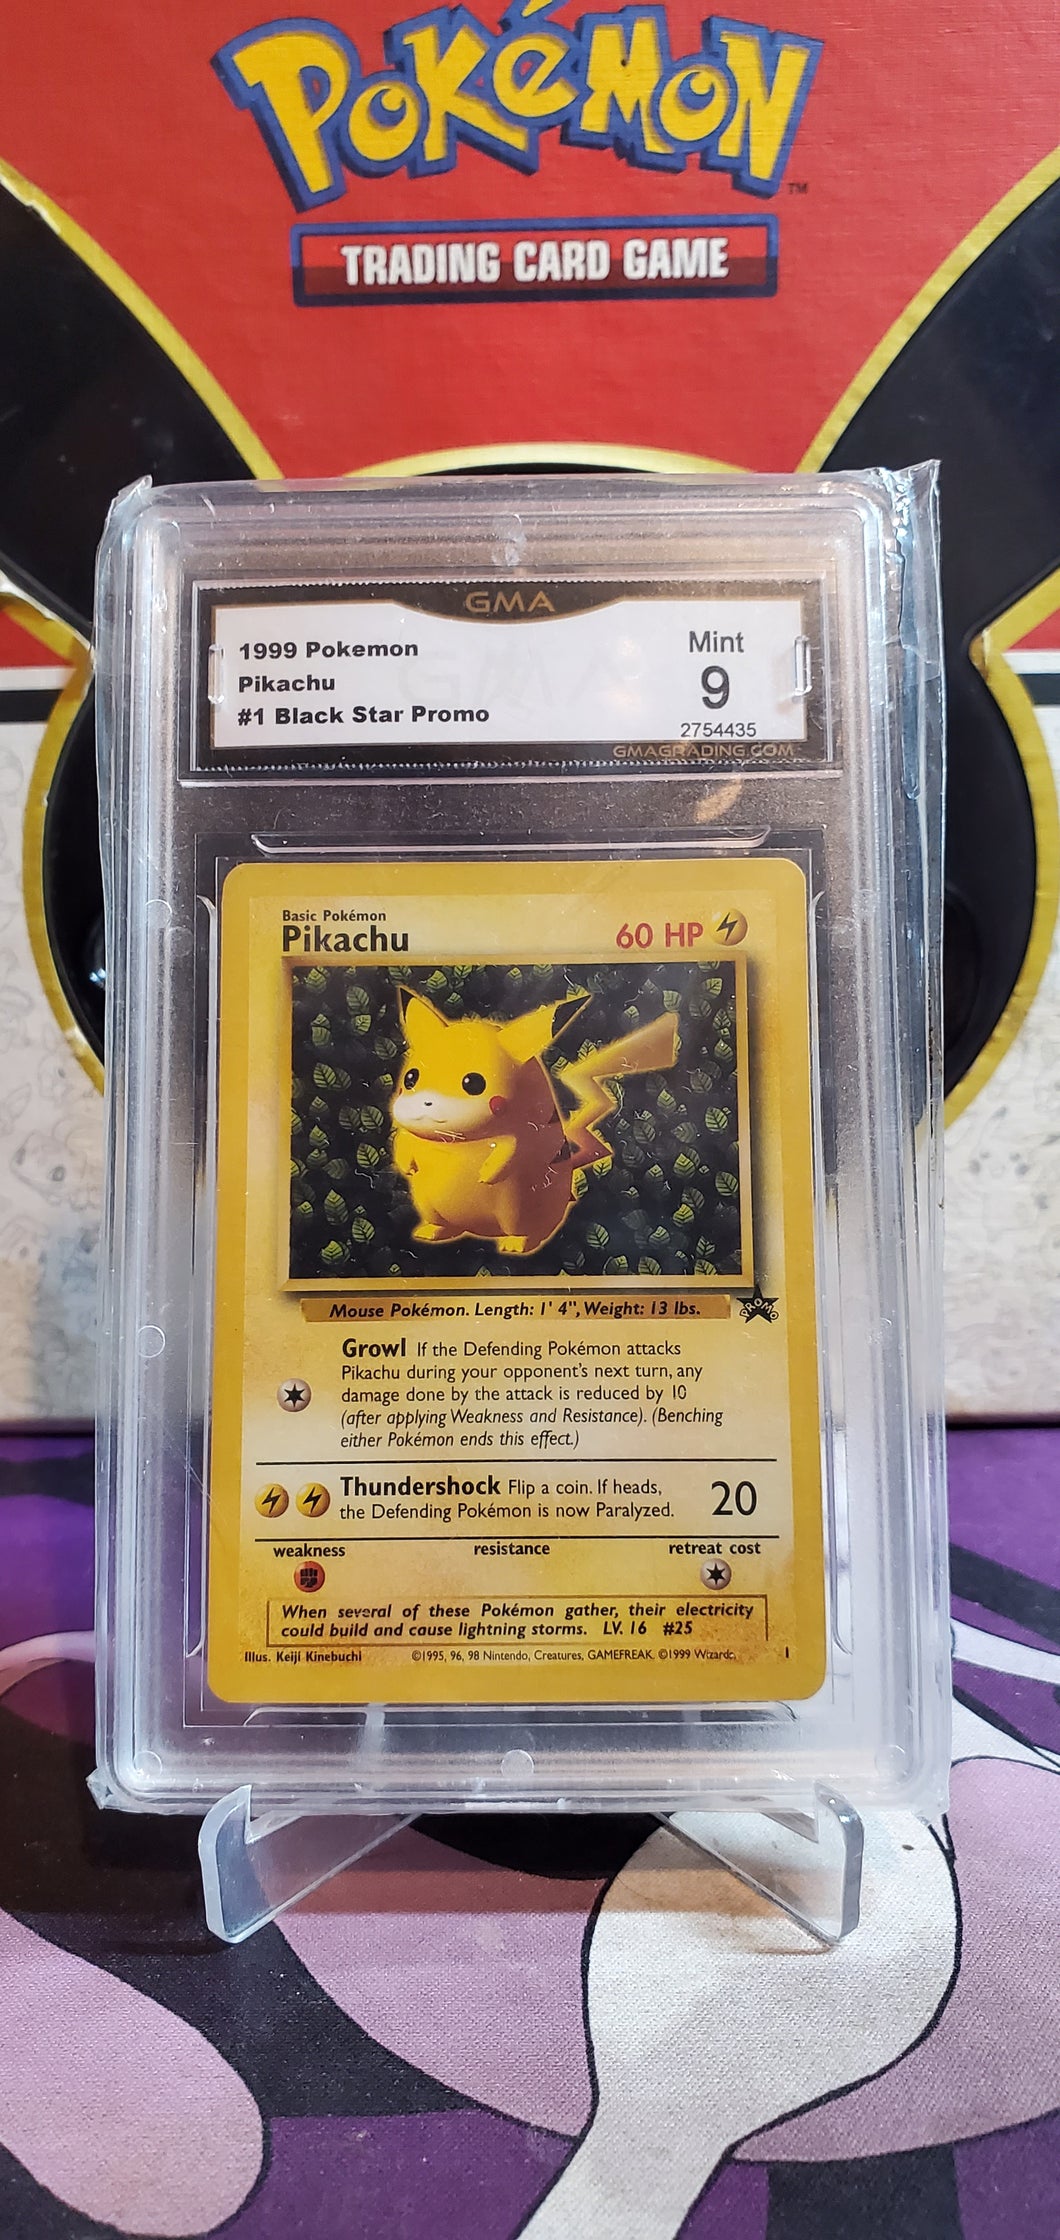 POKéMON
TM
TRADING CARD GAME
GMA
1999 Pokemon
Pikachu
#1 Black Star Promo
Mint
9
2754435
GMAGRADING.COM
Basic Pokémon
Pikachu
60 HP
Mouse Pokémon. Length: 1' 4", Weight: 13 lbs.
PROMO
Growl If the Defending Pokémon attacks
Pikachu during your opponent's next turn, any
damage done by the attack is reduced by 10
(after applying Weakness and Resistance). (Benching
either Pokémon ends this effect.)
Thundershock Flip a coin. If heads,
the Defending Pokémon is now Paralyzed.
20
weakness resistance retreat cost
When several of these Pokémon gather, their electricity
could build and cause lightning storms. LV. 16 #25
Illus. Keiji Kinebuchi ©1995, 96, 98 Nintendo, Creatures, GAMEFREAK. ©1999 Wizards. 1